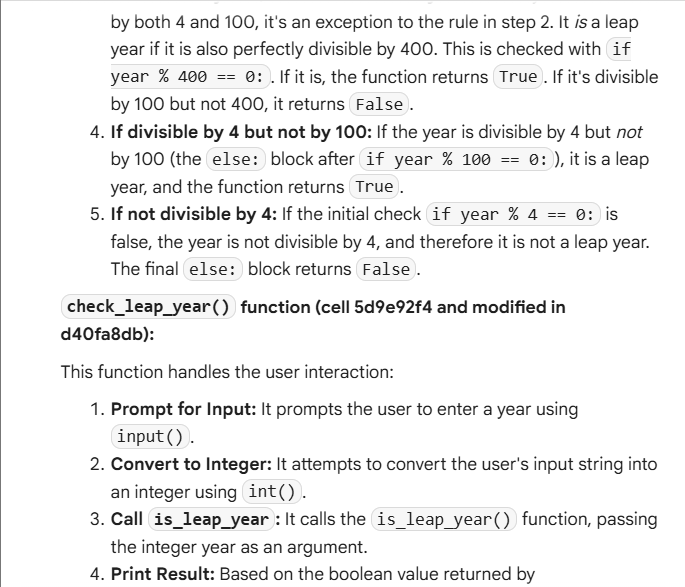 by both 4 and 100, it's an exception to the rule in step 2. It is a leap
year if it is also perfectly divisible by 400. This is checked with if
year % 400 == 0: . If it is, the function returns True . If it's divisible
by 100 but not 400, it returns False .
4. If divisible by 4 but not by 100: If the year is divisible by 4 but not
by 100 (the else: block after if year % 100 == 0: ), it is a leap
year, and the function returns True .
5. If not divisible by 4: If the initial check if year % 4 == 0: is
false, the year is not divisible by 4, and therefore it is not a leap year.
The final else: block returns False .
check_leap_year() function (cell 5d9e92f4 and modified in
d40fa8db):
This function handles the user interaction:
1. Prompt for Input: It prompts the user to enter a year using
input() .
2. Convert to Integer: It attempts to convert the user's input string into
an integer using int() .
3. Call is_leap_year : It calls the is_leap_year() function, passing
the integer year as an argument.
4. Print Result: Based on the boolean value returned by